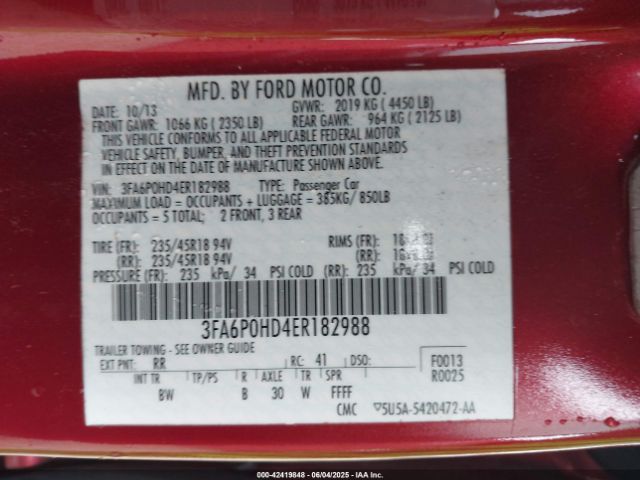 MFD. BY FORD MOTOR CO.
DATE: 10/13 GVWR: 2019 KG ( 4450 LB)
FRONT GAWR: 1066 KG ( 2350 LB) REAR GAWR: 964 KG ( 2125 LB)
THIS VEHICLE CONFORMS TO ALL APPLICABLE FEDERAL MOTOR
VEHICLE SAFETY, BUMPER, AND THEFT PREVENTION STANDARDS
IN EFFECT ON THE DATE OF MANUFACTURE SHOWN ABOVE.
VIN: 3FA6P0HD4ER182988 TYPE: Passenger Car
MAXIMUM LOAD = OCCUPANTS + LUGGAGE = 385KG/ 850LB
OCCUPANTS = 5 TOTAL; 2 FRONT, 3 REAR
TIRE (FR): 235/45R18 94V RIMS (FR):
(RR): 235/45R18 94V (RR):
PRESSURE (FR): 235 kPa/ 34 PSI COLD (RR): 235 kPa/ 34 PSI COLD
3FA6P0HD4ER182988
TRAILER TOWING - SEE OWNER GUIDE
EXT PNT: RR RC: 41 DSO: F0013
INT TR TP/PS R AXLE TR SPR R0025
BW B 30 W FFFF
CMC ▽5U5A-5420472-AA
000-42419848 - 06/04/2025 - IAA Inc.